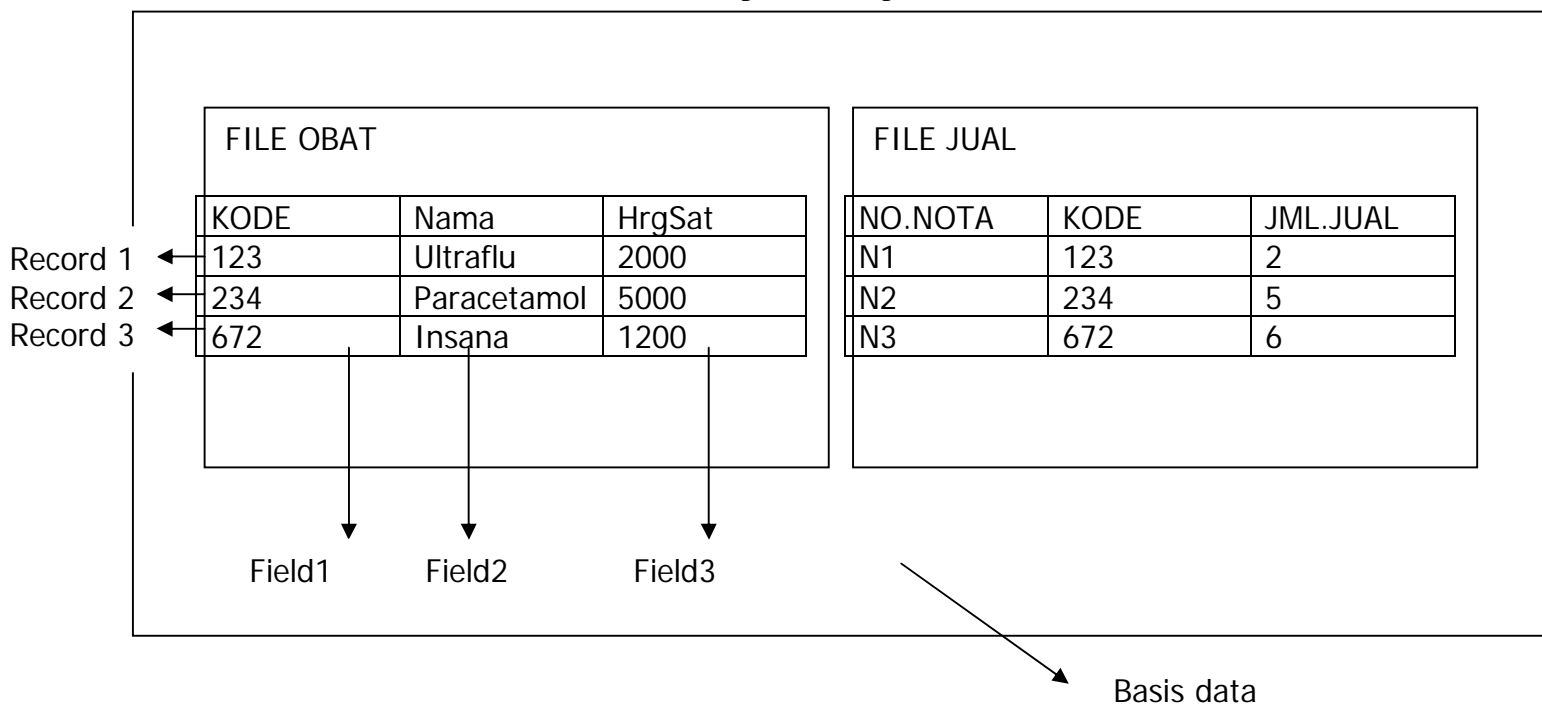 FILE OBAT
FILE JUAL
KODE Nama HrgSat
NO.NOTA KODE JML.JUAL
Record 1 123 Ultraflu 2000
N1 123 2
Record 2 234 Paracetamol 5000
N2 234 5
Record 3 672 Insana 1200
N3 672 6
Field1 Field2 Field3
Basis data